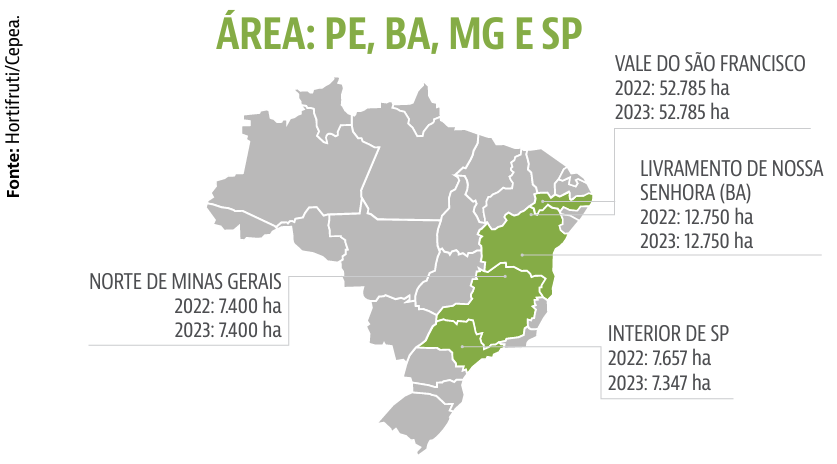 ÁREA: PE, BA, MG E SP
Fonte: Hortifruti/Cepea.
VALE DO SÃO FRANCISCO
2022: 52.785 ha
2023: 52.785 ha
LIVRAMENTO DE NOSSA
SENHORA (BA)
2022: 12.750 ha
2023: 12.750 ha
NORTE DE MINAS GERAIS
2022: 7.400 ha
2023: 7.400 ha
INTERIOR DE SP
2022: 7.657 ha
2023: 7.347 ha